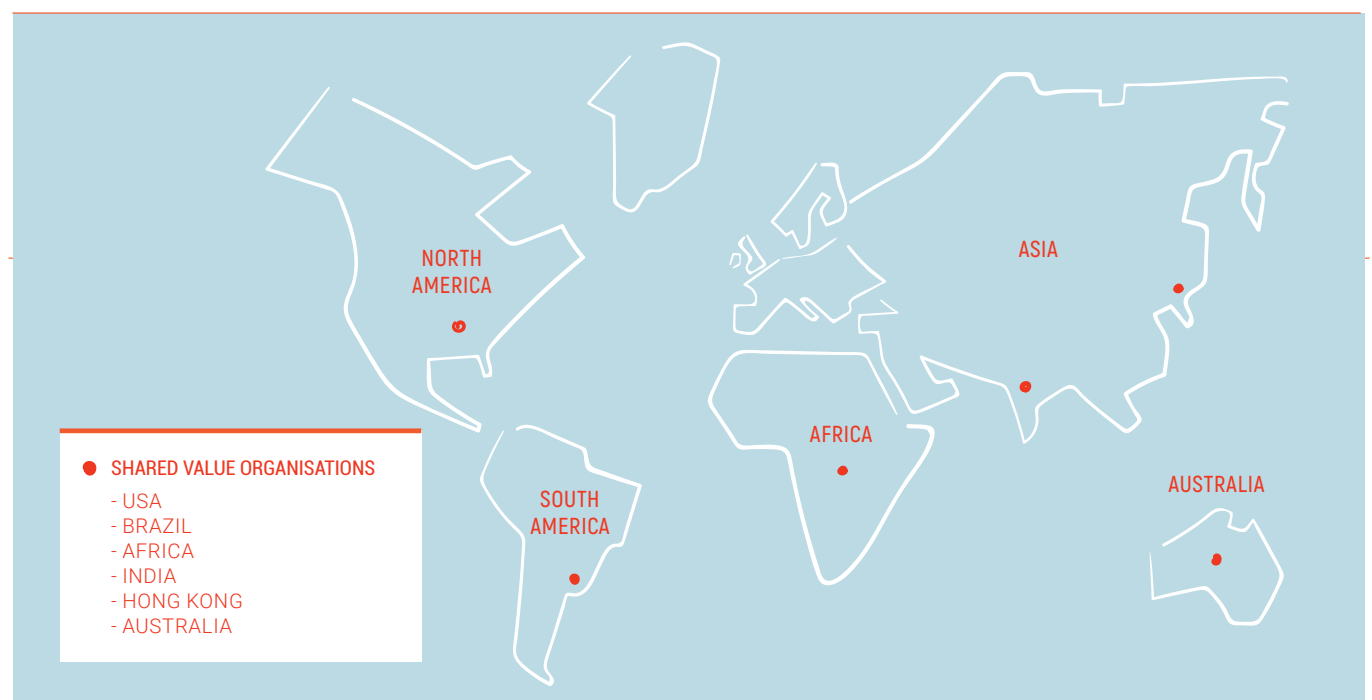 NORTH
AMERICA
ASIA
AFRICA
SOUTH
AMERICA
AUSTRALIA
SHARED VALUE ORGANISATIONS
- USA
- BRAZIL
- AFRICA
- INDIA
- HONG KONG
- AUSTRALIA